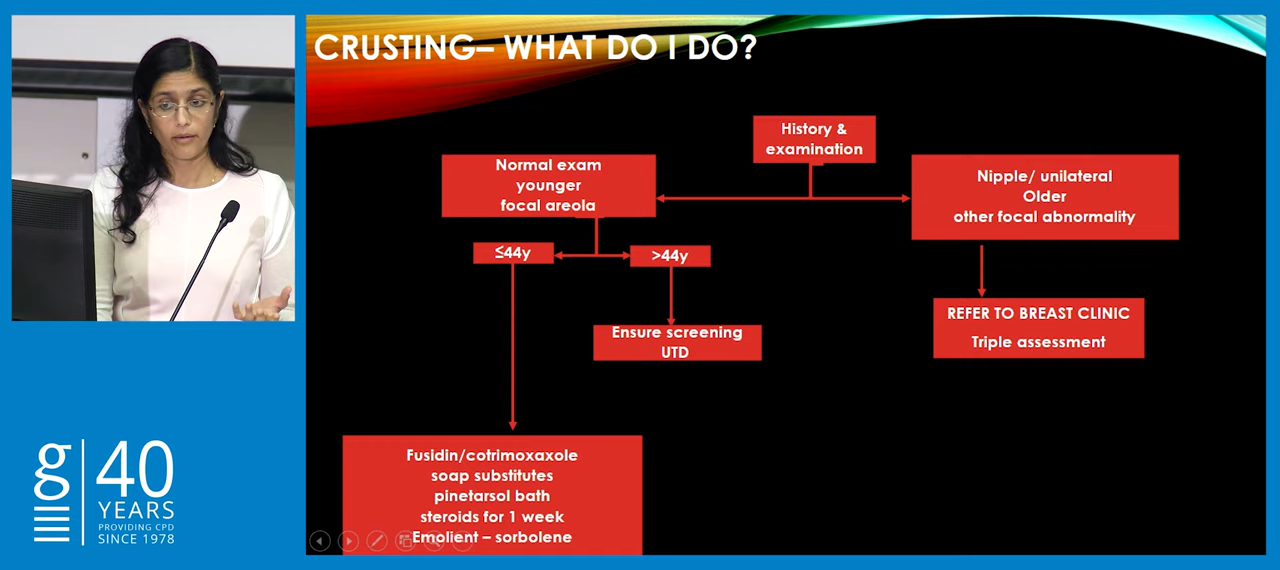 CRUSTING– WHAT DO I DO?
History &
examination
Normal exam
younger
focal areola
Nipple/ unilateral
Older
other focal abnormality
≤44y
>44y
Ensure screening
UTD
REFER TO BREAST CLINIC
Triple assessment
Fusidin/cotrimoxaxole
soap substitutes
pinetarsol bath
steroids for 1 week
Emolient – sorbolene
g
40
YEARS
PROVIDING CPD
SINCE 1978